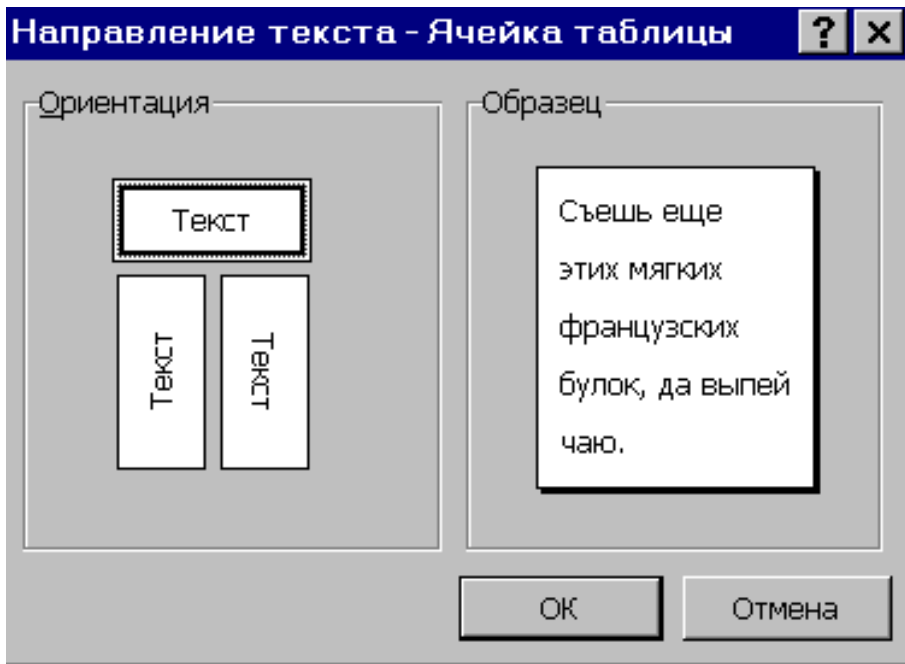 Направление текста - Ячейка таблицы
Ориентация
Текст
Текст
Текст
Образец
Съешь еще
этих мягких
французских
булок, да выпей
чаю.
ОК
Отмена